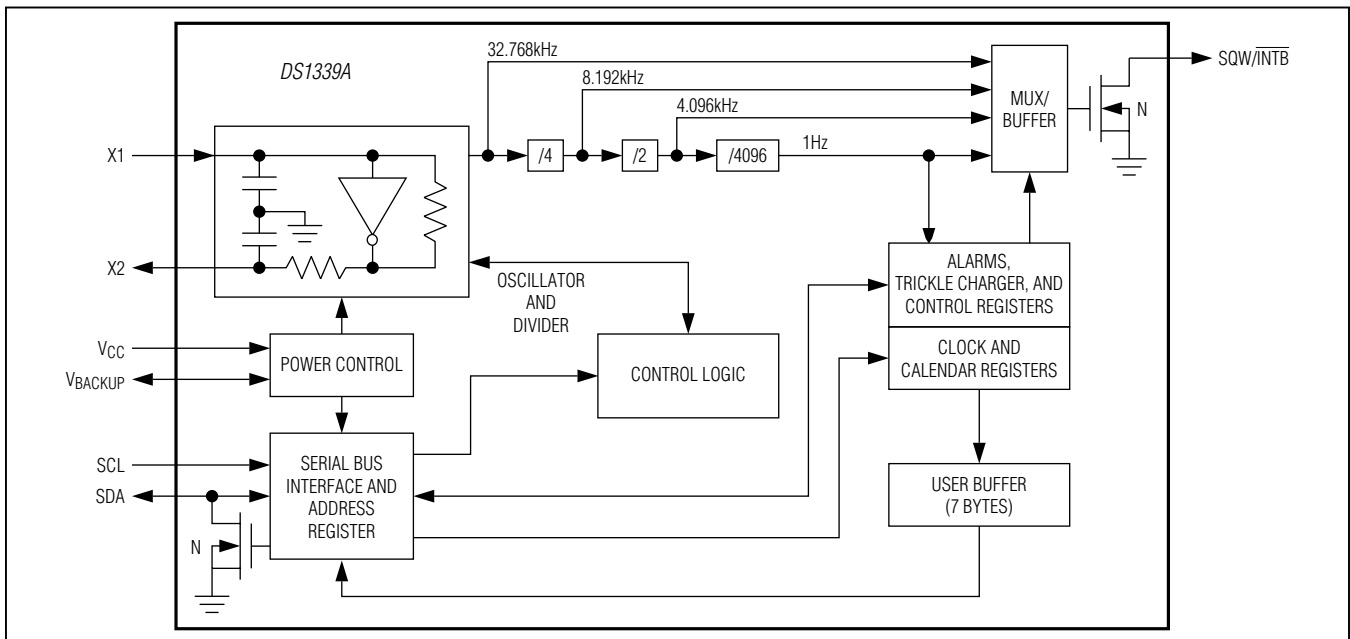 DS1339A
32.768kHz
8.192kHz
4.096kHz
1Hz
/4
/2
/4096
MUX/
BUFFER
N
SQW/INTB
X1
X2
OSCILLATOR
AND
DIVIDER
ALARMS,
TRICKLE CHARGER, AND
CONTROL REGISTERS
CLOCK AND
CALENDAR REGISTERS
VCC
VBACKUP
POWER CONTROL
CONTROL LOGIC
SCL
SDA
SERIAL BUS
INTERFACE AND
ADDRESS
REGISTER
USER BUFFER
(7 BYTES)
N